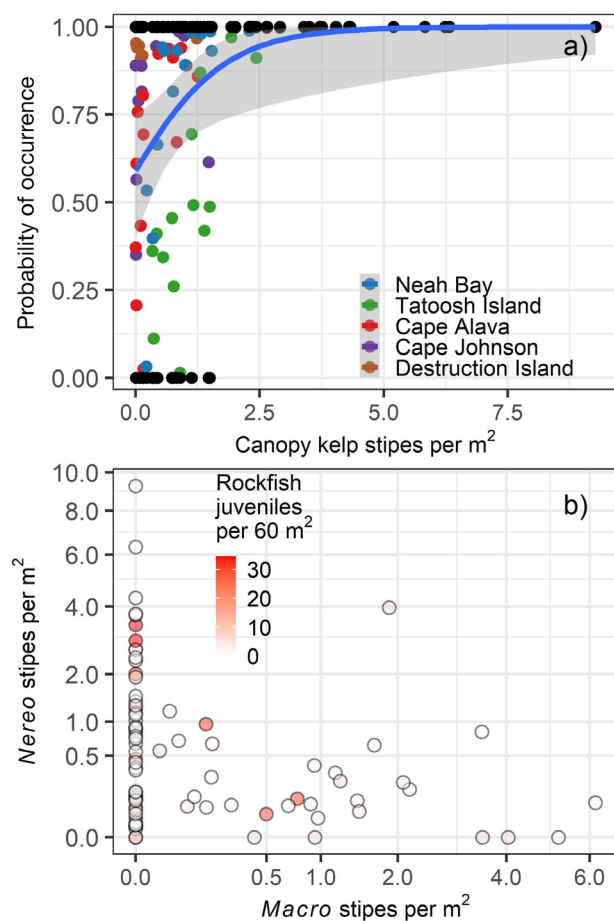 1.00
0.75
0.50
0.25
0.00
Probability of occurrence
a)
Neah Bay
Tatoosh Island
Cape Alava
Cape Johnson
Destruction Island
0.0 2.5 5.0 7.5
Canopy kelp stipes per m²
10.0
8.0
6.0
4.0
2.0
1.0
0.5
0.0
Nereo stipes per m²
Rockfish
juveniles
per 60 m²
30
20
10
0
b)
0.0 0.5 1.0 2.0 4.0 6.0
Macro stipes per m²